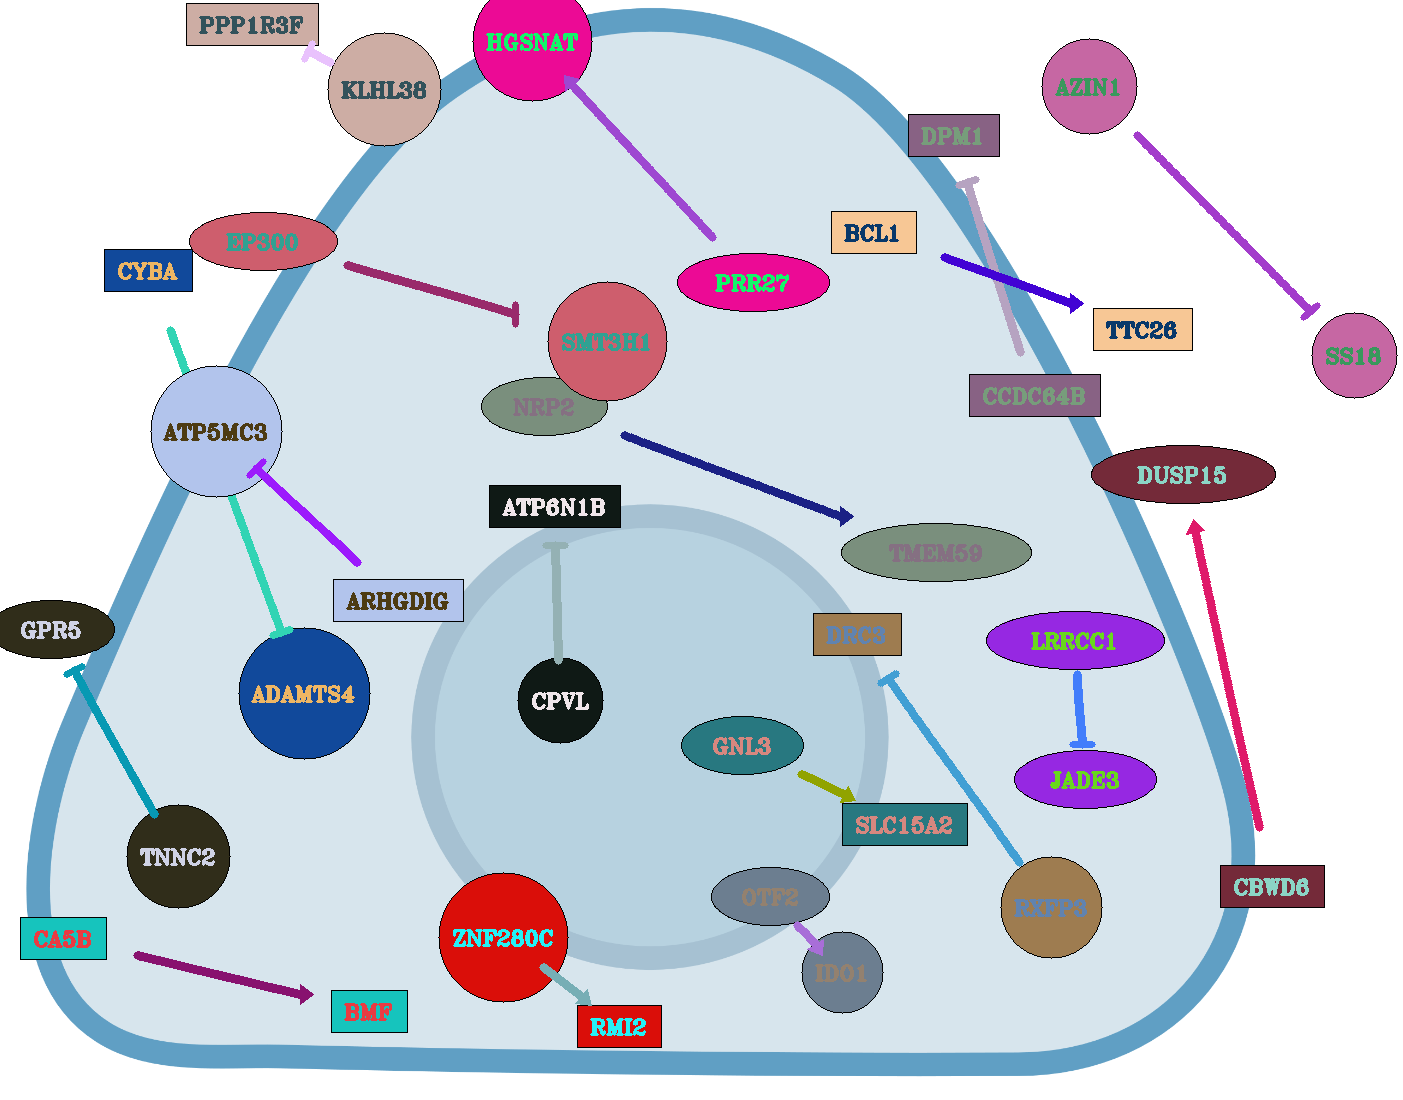 PPP1R3F
HGSNAT
KLHL38
AZIN1
DPM1
BCL1
EP300
CYBA
PRR27
TTC26
SMT3H1
SS18
CCDC64B
NRP2
ATP5MC3
DUSP15
ATP6N1B
TMEM59
ARHGDIG
GPR5
DRC3
LRRCC1
ADAMTS4
CPVL
GNL3
JADE3
SLC15A2
TNNC2
CBWD6
OTF2
RXFP3
CA5B
ZNF280C
IDO1
BMF
RMI2